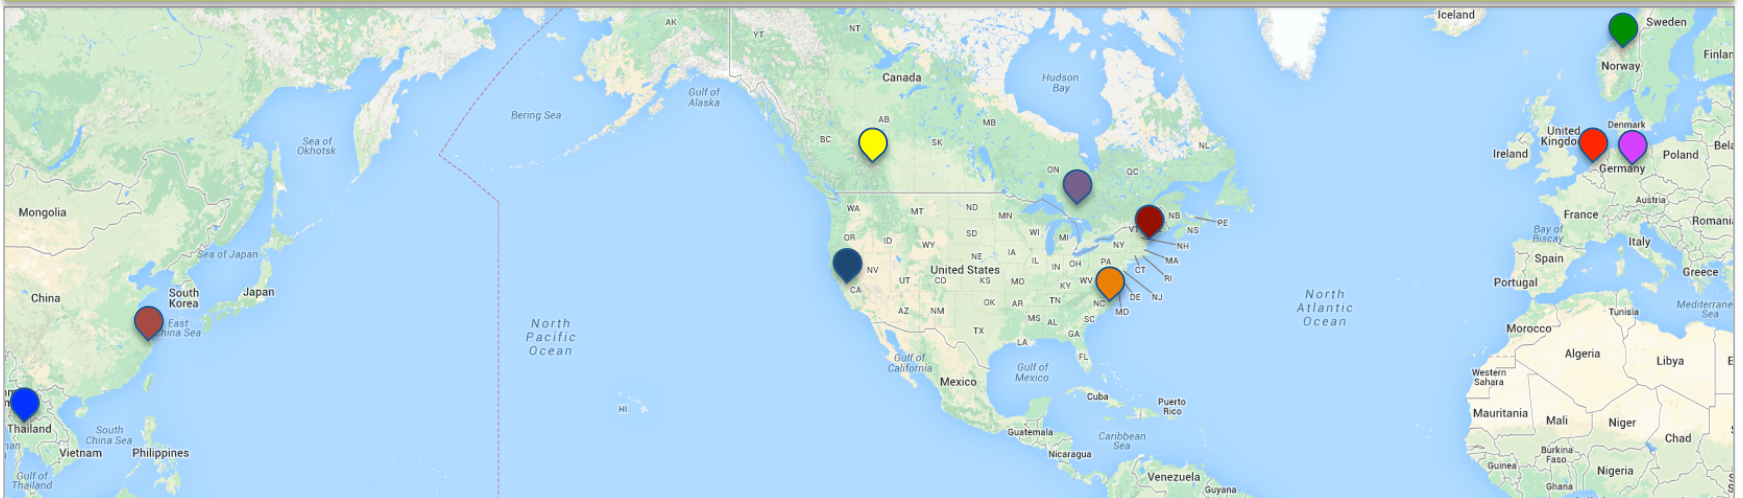 Iceland
Sweden
Finlan
Norway
AK
YT
NT
Canada
Hudson
Bay
Gulf of
Alaska
Bering Sea
Sea of
Okhotsk
AB
BC
SK
MB
NL
ON
QC
Denmark
United
Kingdo
Ireland
Poland
Bela
Germany
Mongolia
WA
MT
ND
MN
NB
PE
NS
VT
France
Austria
Romania
OR
ID
SD
WI
MI
NY
NH
Bay of
Biscay
Italy
Sea of Japan
WY
NE
IA
IL
IN
OH
PA
MA
CT
RI
Spain
Portugal
Greece
NV
UT
CO
United States
KS
MO
KY
WV
DE
NJ
China
South
Korea
Japan
CA
OK
AR
TN
NC
MD
North
Atlantic
Ocean
Mediterrane
Sea
Tunisia
East
hina Sea
North
Pacific
Ocean
AZ
NM
MS
AL
SC
GA
TX
LA
FL
Morocco
Algeria
Libya
E
Gulf of
California
Gulf of
Mexico
Western
Sahara
Mexico
Cuba
Puerto
Rico
HI
Mauritania
Mali
Niger
Chad
Thailand
South
China Sea
Vietnam
Philippines
Guatemala
Caribbean
Sea
Nicaragua
Burkina
Faso
Guinea
Nigeria
Gulf of
Thailand
Venezuela
Guyana
Ghana